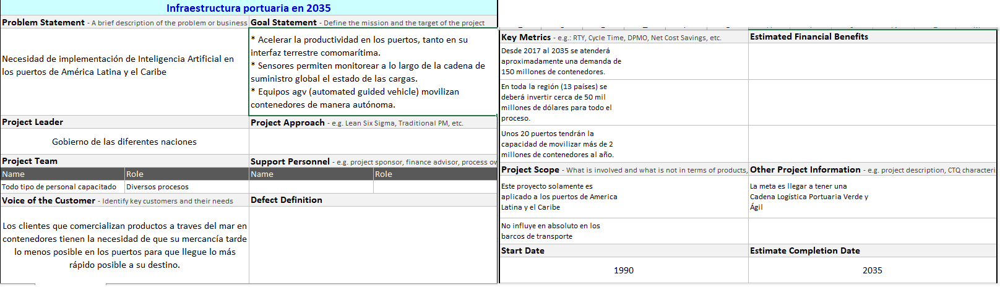 Infraestructura portuaria en 2035
Problem Statement - A brief description of the problem or business
Goal Statement - Define the mission and the target of the project
Necesidad de implementación de Inteligencia Artificial en
los puertos de América Latina y el Caribe
* Acelerar la productividad en los puertos, tanto en su
interfaz terrestre comomarítima.
* Sensores permiten monitorear a lo largo de la cadena de
suministro global el estado de las cargas.
* Equipos agv (automated guided vehicle) movilizan
contenedores de manera autónoma.
Project Leader
Project Approach - e.g. Lean Six Sigma, Traditional PM, etc.
Gobierno de las diferentes naciones
Project Team
Support Personnel - e.g. project sponsor, finance advisor, process ow
Name Role Name Role
Todo tipo de personal capacitado Diversos procesos
Voice of the Customer - Identify key customers and their needs
Defect Definition
Los clientes que comercializan productos a traves del mar en
contenedores tienen la necesidad de que su mercancía tarde
lo menos posible en los puertos para que llegue lo más
rápido posible a su destino.
Key Metrics - e.g.: RTY, Cycle Time, DPMO, Net Cost Savings, etc.
Estimated Financial Benefits
Desde 2017 al 2035 se atenderá
aproximadamente una demanda de
150 millones de contenedores.
En toda la región (13 países) se
deberá invertir cerca de 50 mil
millones de dólares para todo el
proceso.
Unos 20 puertos tendrán la
capacidad de movilizar más de 2
millones de contenedores al año.
Project Scope - What is involved and what is not in terms of products,
Other Project Information - e.g. project description, CTQ characteri
Este proyecto solamente es
aplicado a los puertos de America
Latina y el Caribe
La meta es llegar a tener una
Cadena Logística Portuaria Verde y
Ágil
No influye en absoluto en los
barcos de transporte
Start Date
Estimate Completion Date
1990
2035